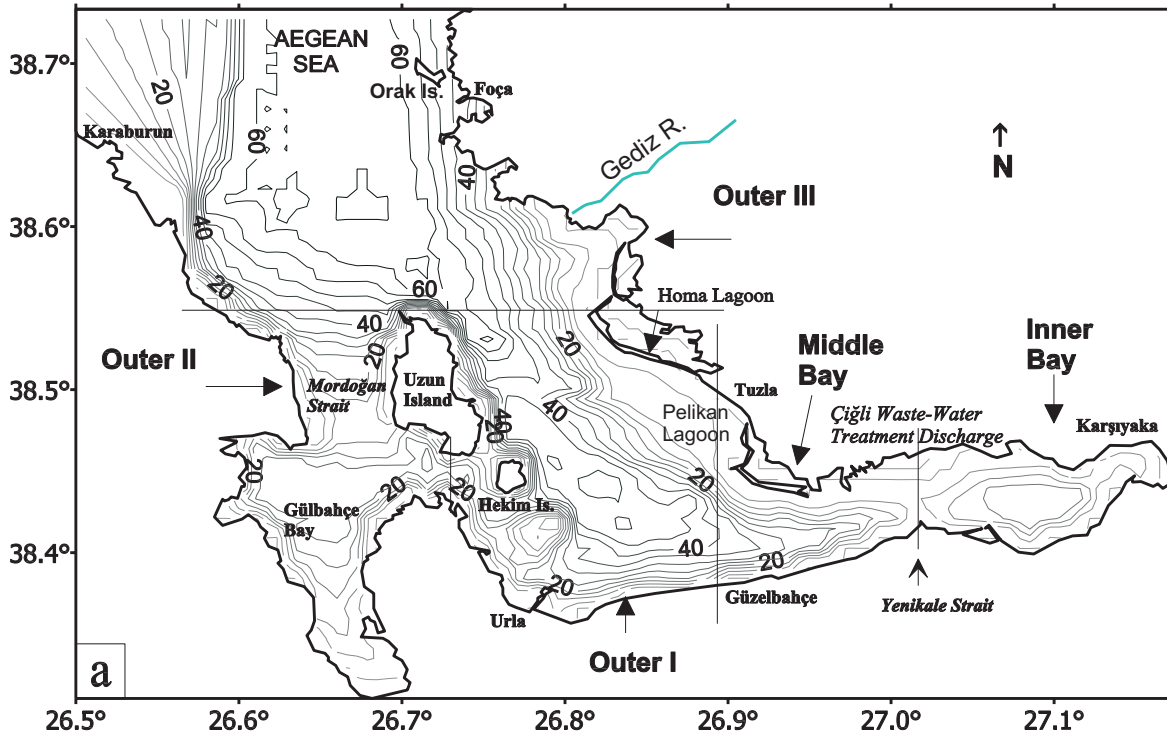 AEGEAN
SEA
38.7°
60
60
20
Orak Is.
Foça
Karaburun
60
40
Gediz R.
N
Outer III
38.6°
40
20
60
Homa Lagoon
40
20
20
Outer II
Middle
Bay
Inner
Bay
38.5°
Mordoğan
Strait
Uzun
Island
Tuzla
40
20
40
Pelikan
Lagoon
Çiğli Waste-Water
Treatment Discharge
Karşıyaka
20
20
20
20
Hekim Is.
Gülbahçe
Bay
38.4°
40
20
20
Güzelbahçe
Yenikale Strait
Urla
Outer I
a
26.5°
26.6°
26.7°
26.8°
26.9°
27.0°
27.1°